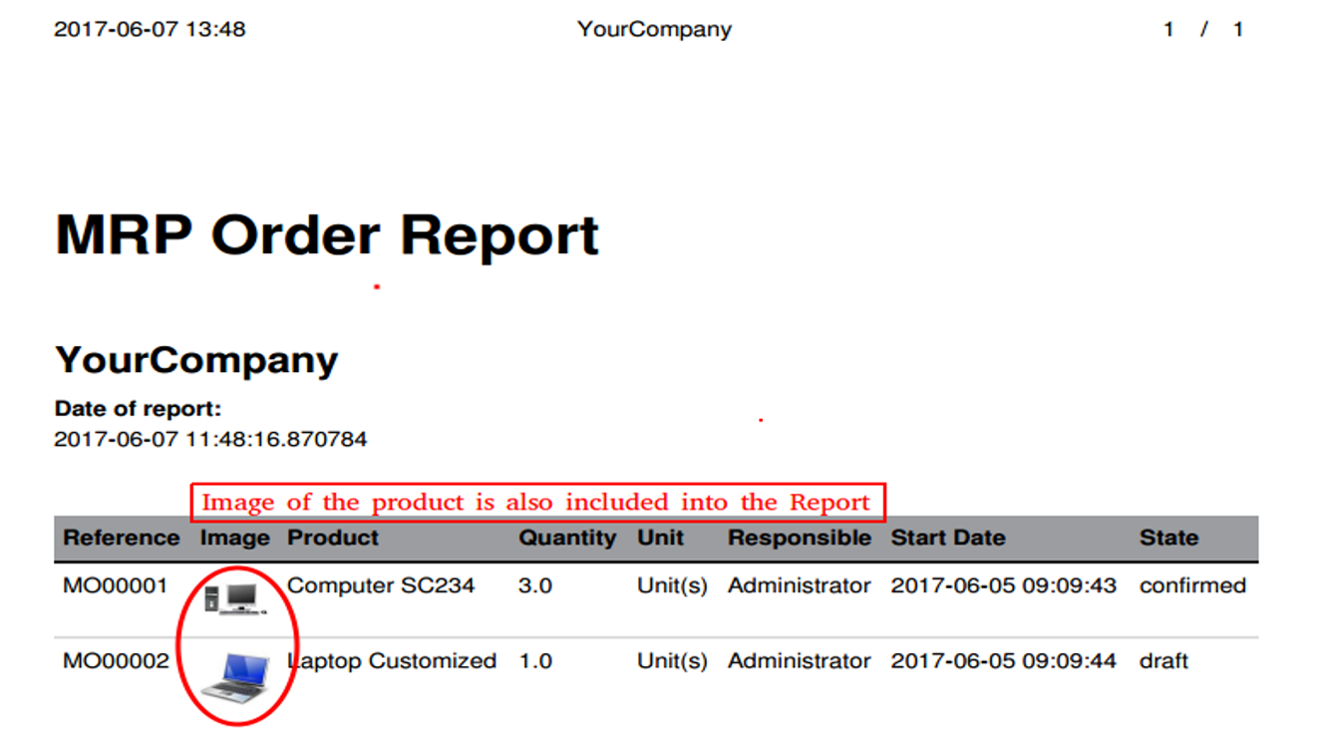 2017-06-07 13:48 YourCompany 1 / 1
MRP Order Report
YourCompany
Date of report:
2017-06-07 11:48:16.870784
Image of the product is also included into the Report
Reference Image Product Quantity Unit Responsible Start Date State
MO00001 Computer SC234 3.0 Unit(s) Administrator 2017-06-05 09:09:43 confirmed
MO00002 Laptop Customized 1.0 Unit(s) Administrator 2017-06-05 09:09:44 draft